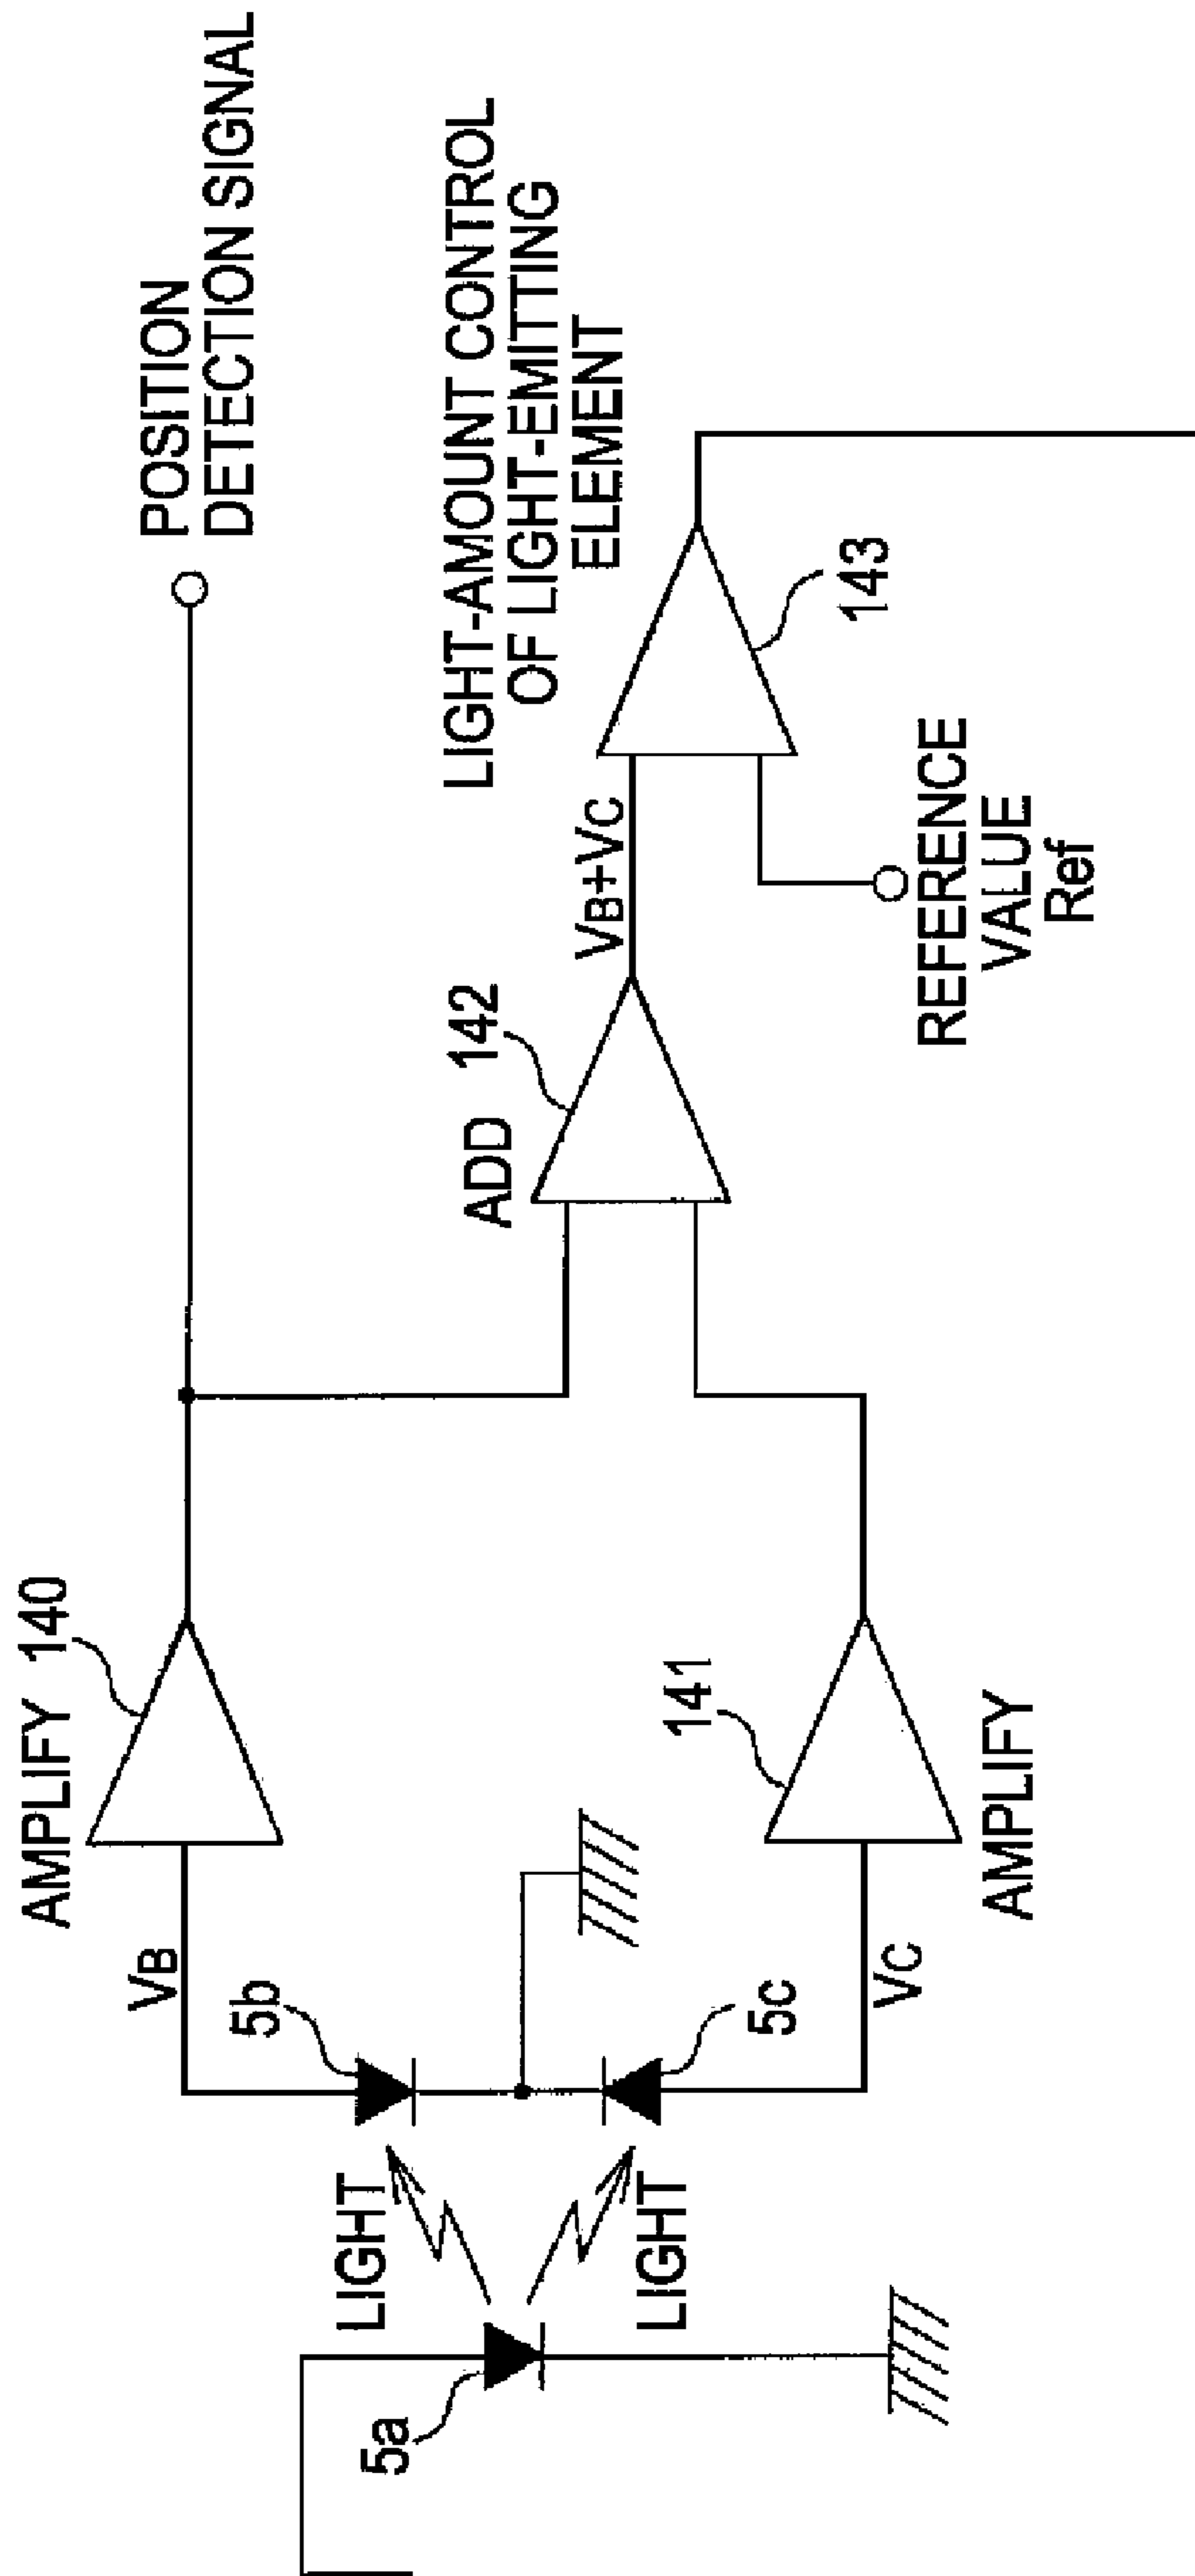 POSITION
DETECTION SIGNAL
AMPLIFY 140
VB
5b
LIGHT
5a
LIGHT
5c
VC
141
AMPLIFY
ADD 142
VB+VC
LIGHT-AMOUNT CONTROL
OF LIGHT-EMITTING
ELEMENT
143
REFERENCE
VALUE
Ref